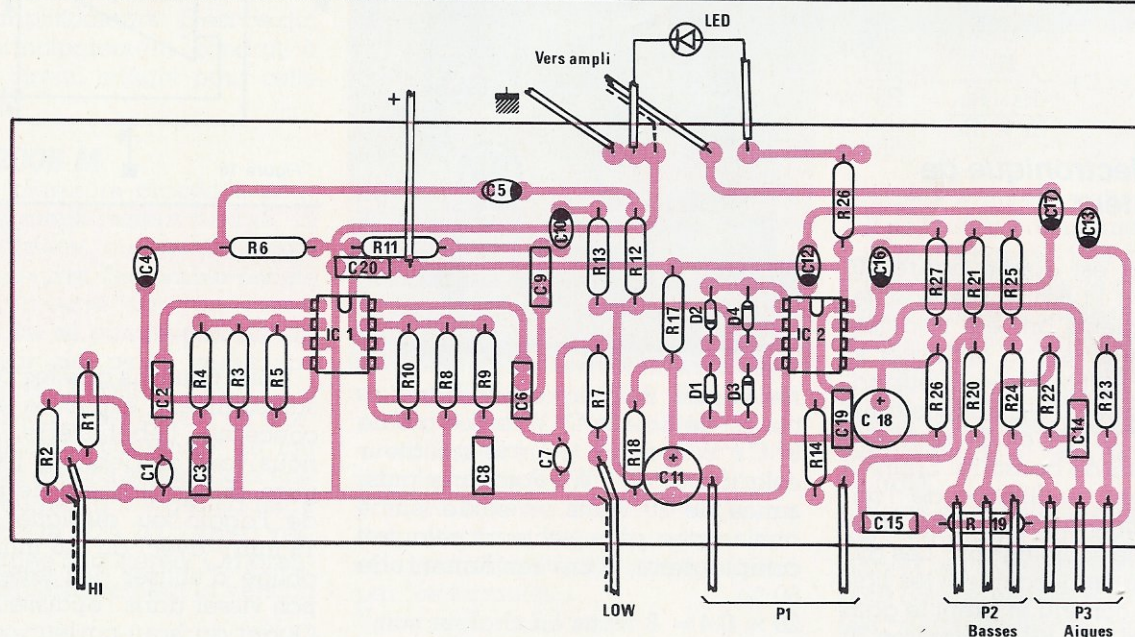 LED
Vers ampli
+
C5
R26
C17
C13
C10
R13
R12
C4
R6
R11
C20
C9
C12
C16
R27
R21
R25
R17
D2
D4
IC 1
IC 2
R4
R3
R5
R10
R8
R9
C2
C6
R7
D1
D3
C19
+
C 18
R26
R20
R24
R22
R23
C14
R1
R2
C1
C3
C8
C7
R18
+
C11
R14
C 15
R 19
HI
LOW
P1
P2
Basses
P3
Aigues